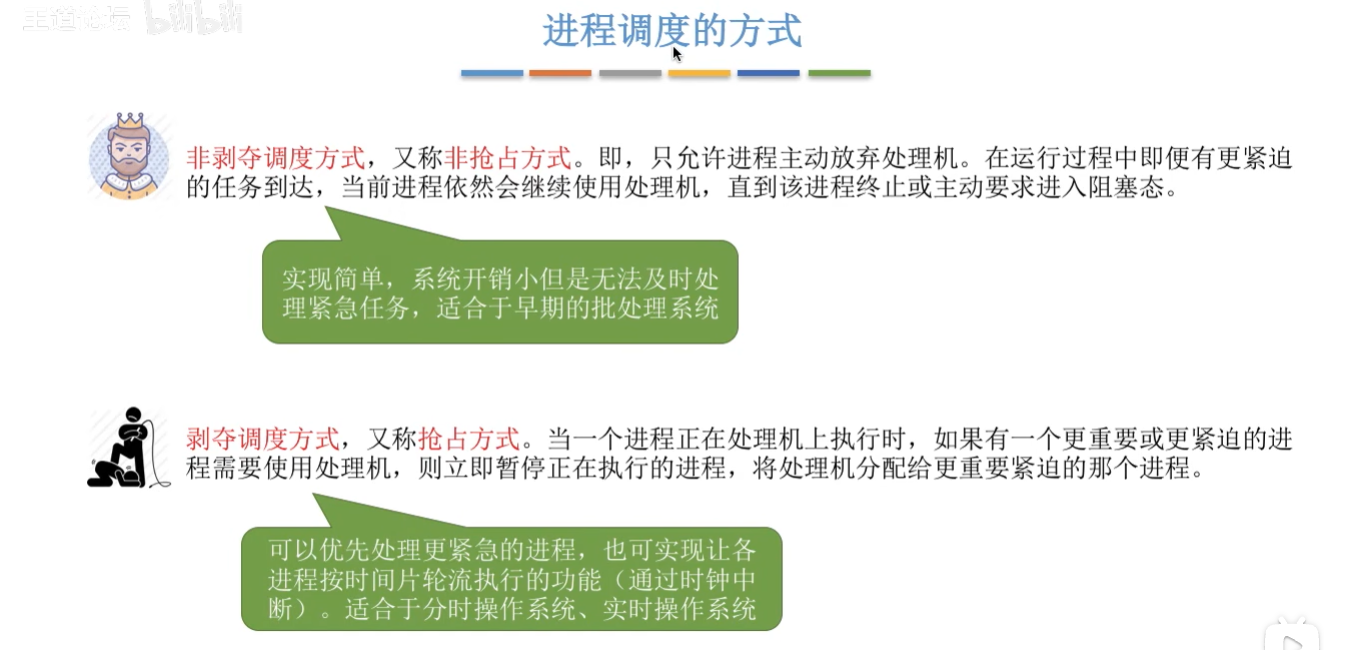 王道论坛 bilibili
进程调度的方式
非剥夺调度方式，又称非抢占方式。即，只允许进程主动放弃处理机。在运行过程中即便有更紧迫
的任务到达，当前进程依然会继续使用处理机，直到该进程终止或主动要求进入阻塞态。
实现简单，系统开销小但是无法及时处
理紧急任务，适合于早期的批处理系统
剥夺调度方式，又称抢占方式。当一个进程正在处理机上执行时，如果有一个更重要或更紧迫的进
程需要使用处理机，则立即暂停正在执行的进程，将处理机分配给更重要紧迫的那个进程。
可以优先处理更紧急的进程，也可实现让各
进程按时间片轮流执行的功能（通过时钟中
断）。适合于分时操作系统、实时操作系统